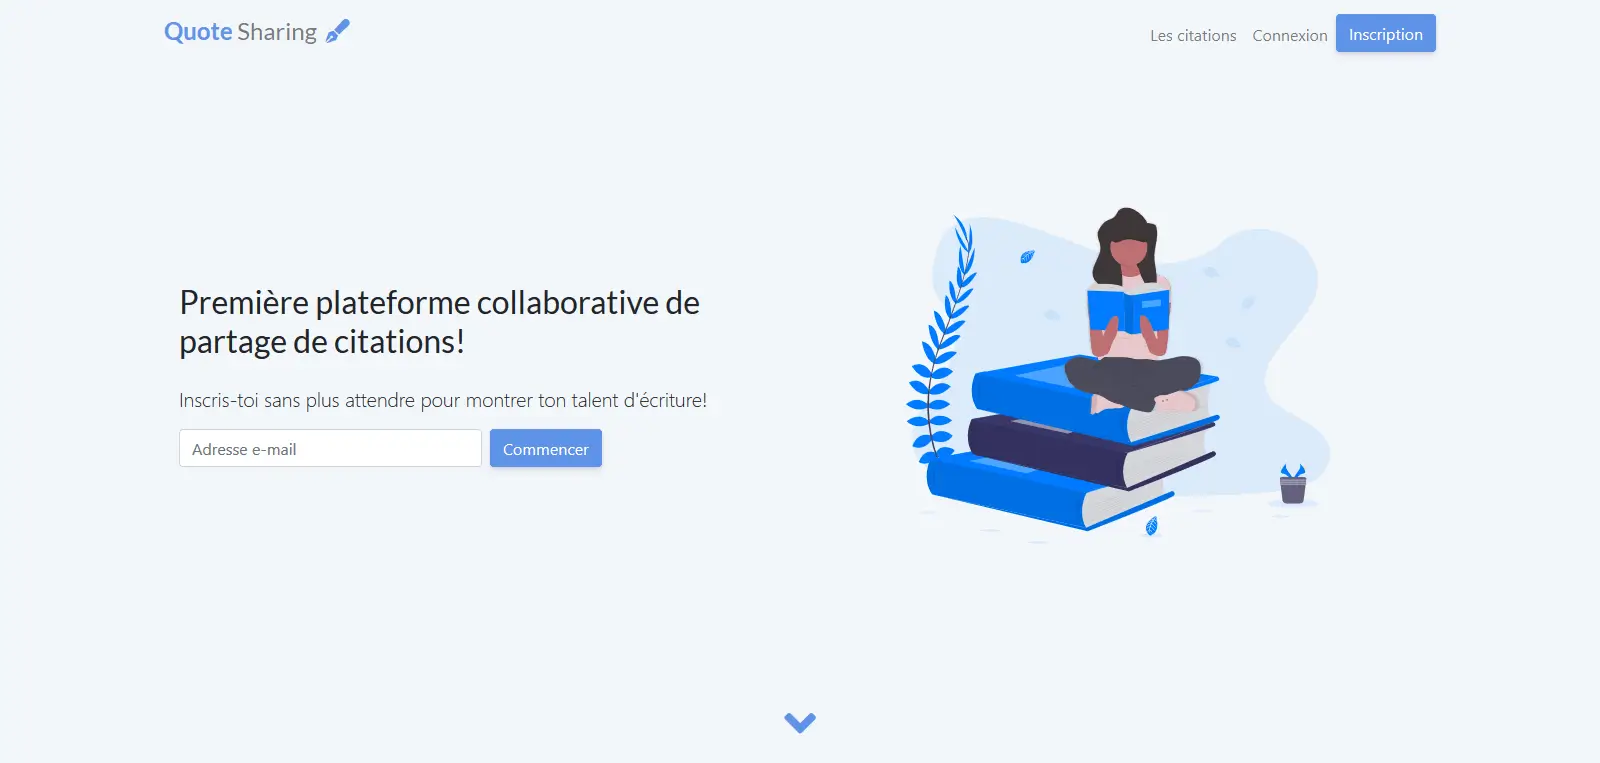 Quote Sharing
Les citations
Connexion
Inscription
Première plateforme collaborative de
partage de citations!
Inscris-toi sans plus attendre pour montrer ton talent d'écriture!
Adresse e-mail
Commencer